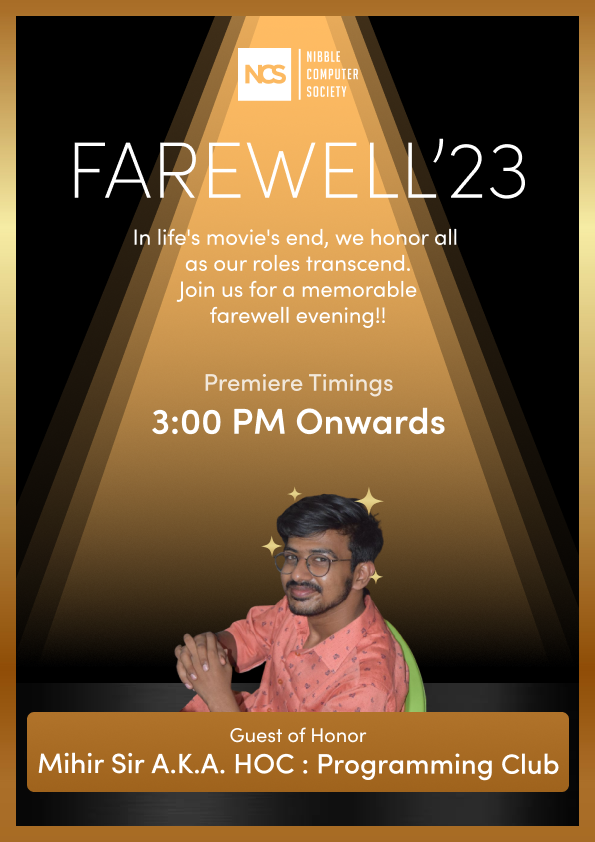 NCS
NIBBLE
COMPUTER
SOCIETY
FAREWELL'23
In life's movie's end, we honor all
as our roles transcend.
Join us for a memorable
farewell evening!!
Premiere Timings
3:00 PM Onwards
Guest of Honor
Mihir Sir A.K.A. HOC : Programming Club